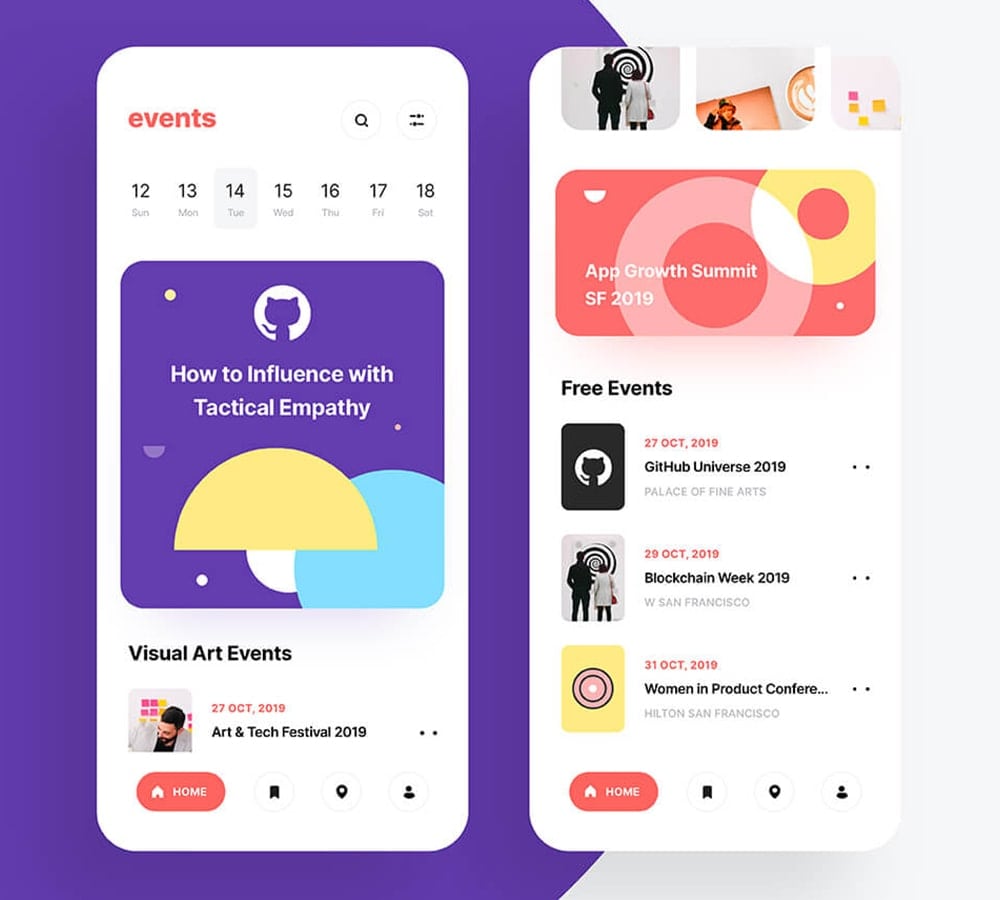 events
12 13 14 15 16 17 18
Sun Mon Tue Wed Thu Fri Sat
How to Influence with
Tactical Empathy
Visual Art Events
27 OCT, 2019
Art & Tech Festival 2019
HOME
App Growth Summit
SF 2019
Free Events
27 OCT, 2019
GitHub Universe 2019
PALACE OF FINE ARTS
29 OCT, 2019
Blockchain Week 2019
W SAN FRANCISCO
31 OCT, 2019
Women in Product Confere...
HILTON SAN FRANCISCO
HOME